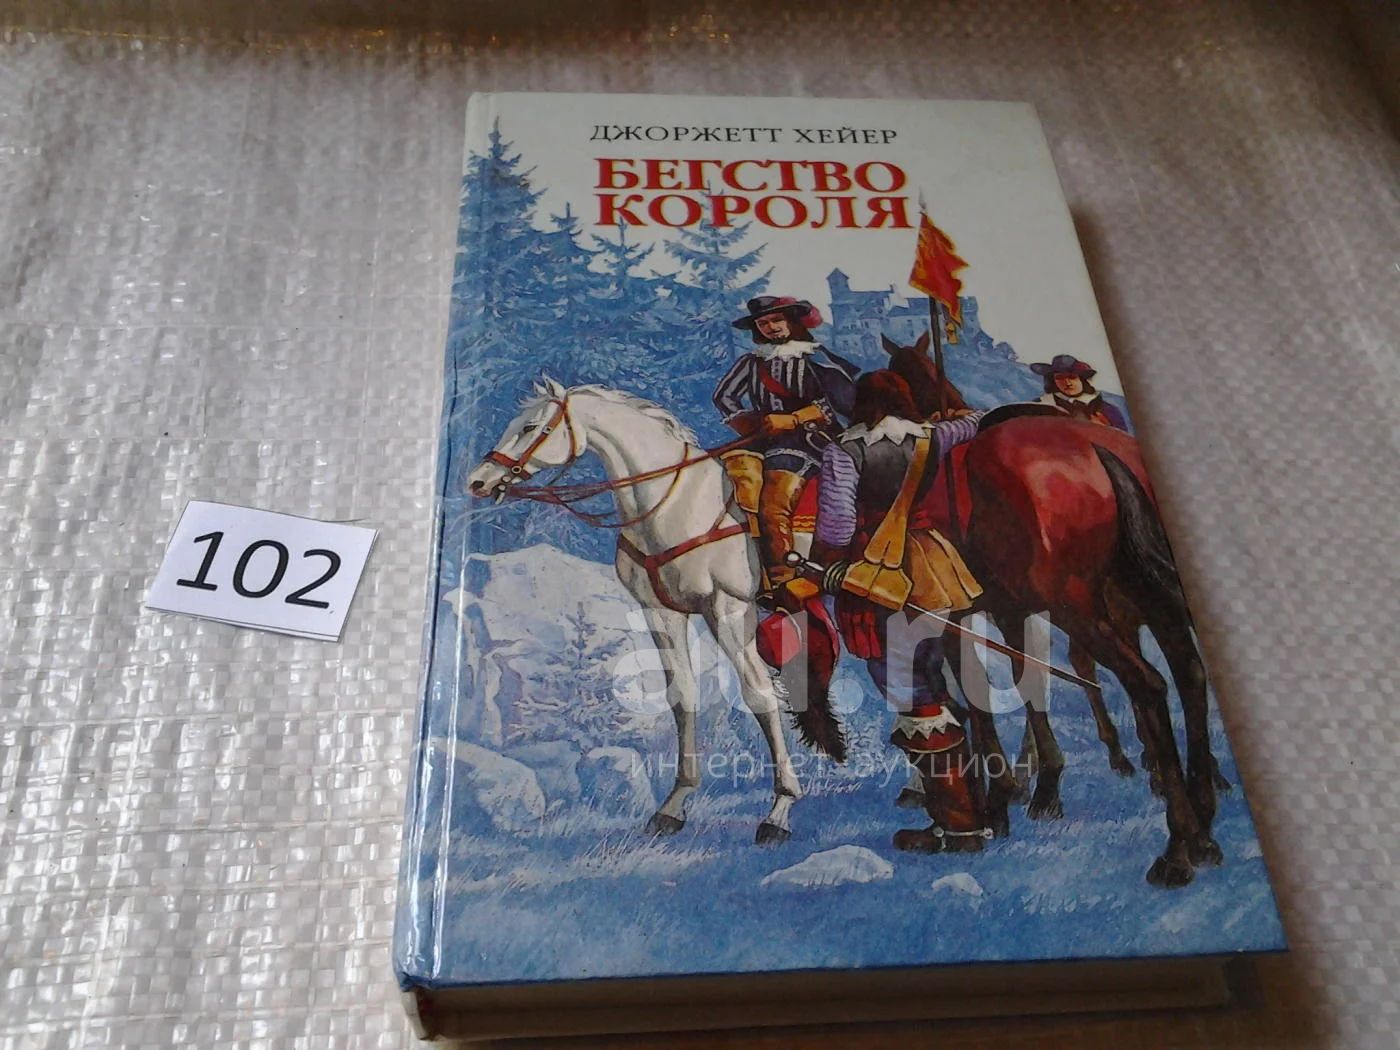 ДЖОРЖЕТТ ХЕЙЕР
БЕГСТВО
КОРОЛЯ
102
au.ru
интернет аукцион